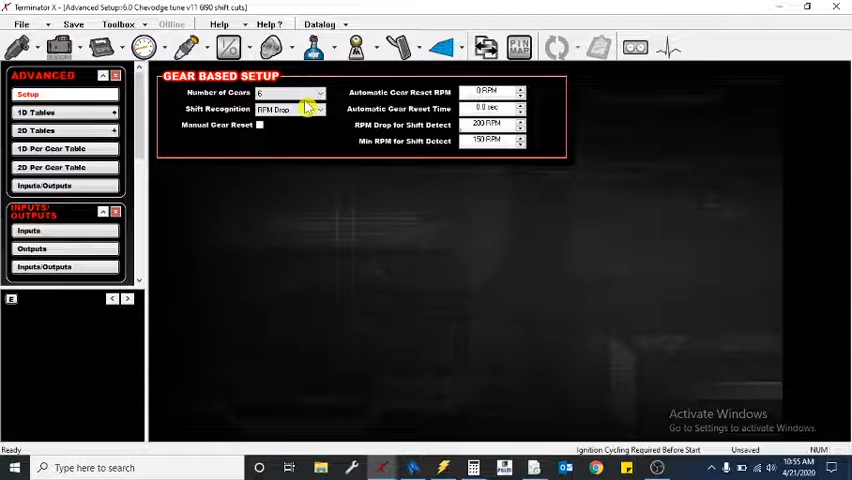 Terminator X - [Advanced Setup:6.0 Chevodge tune v11 6l90 shift cuts]
File Save Toolbox Offline Help Help ? Datalog
PIN MAP
ADVANCED
Setup
1D Tables +
2D Tables +
1D Per Gear Table
2D Per Gear Table
Inputs/Outputs
INPUTS/
OUTPUTS
Inputs
Outputs
Inputs/Outputs
E
GEAR BASED SETUP
Number of Gears 6 Automatic Gear Reset RPM 0 RPM
Shift Recognition RPM Drop Automatic Gear Reset Time 0.0 sec
Manual Gear Reset RPM Drop for Shift Detect 200 RPM
Min RPM for Shift Detect 150 RPM
Activate Windows
Go to Settings to activate Windows.
Ready Ignition Cycling Required Before Start Unsaved NUM
Type here to search
10:55 AM
4/21/2020